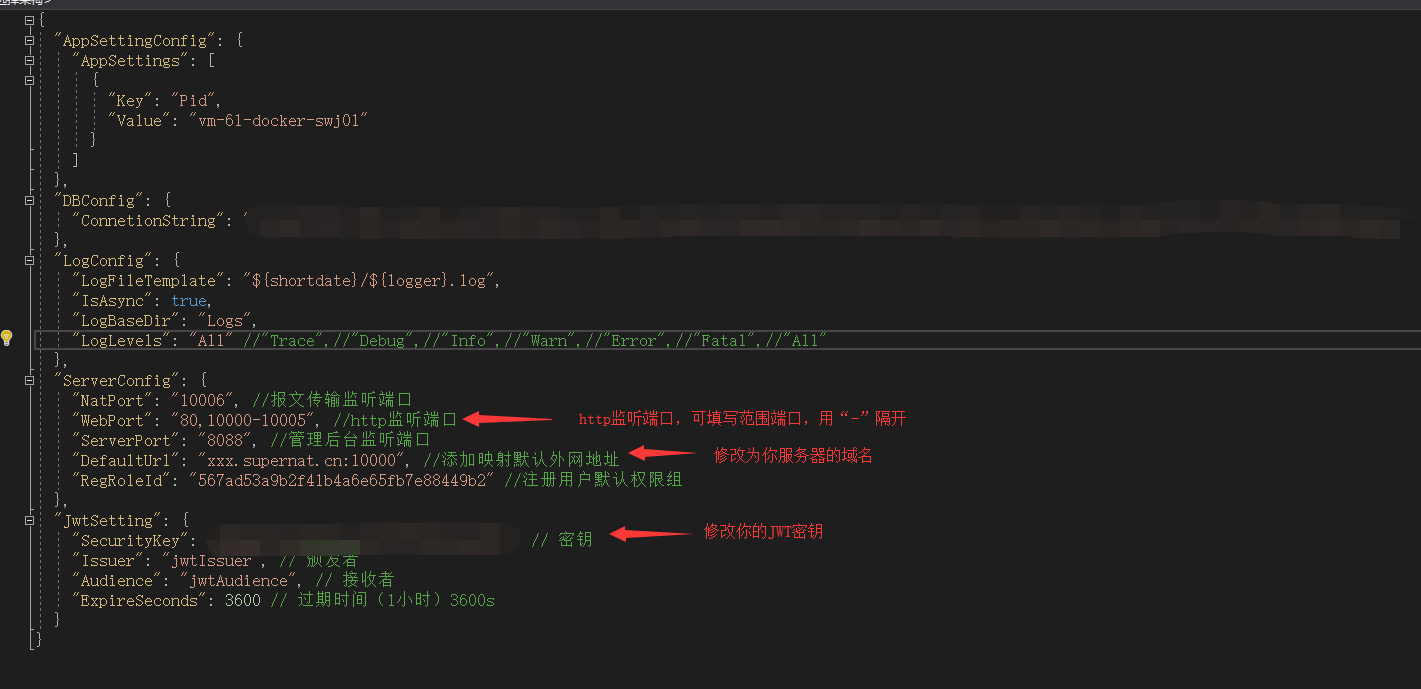 {
"AppSettingConfig": {
"AppSettings": [
{
"Key": "Pid",
"Value": "vm-61-docker-swj01"
}
]
},
"DBConfig": {
"ConnetionString":
},
"LogConfig": {
"LogFileTemplate": "${shortdate}/${logger}.log",
"IsAsync": true,
"LogBaseDir": "Logs",
"LogLevels": "All" //"Trace",//"Debug",//"Info",//"Warn",//"Error",//"Fatal",//"All"
},
"ServerConfig": {
"NatPort": "10006", //报文传输监听端口
"WebPort": "80,10000-10005", //http监听端口 http监听端口，可填写范围端口，用“-”隔开
"ServerPort": "8088", //管理后台监听端口
"DefaultUrl": "xxx.supernat.cn:10000", //添加映射默认外网地址 修改为你服务器的域名
"RegRoleId": "567ad53a9b2f41b4a6e65fb7e88449b2" //注册用户默认权限组
},
"JwtSetting": {
"SecurityKey": // 密钥 修改你的JWT密钥
"Issuer": "jwtIssuer", // 颁发者
"Audience": "jwtAudience", // 接收者
"ExpireSeconds": 3600 // 过期时间（1小时）3600s
}
}